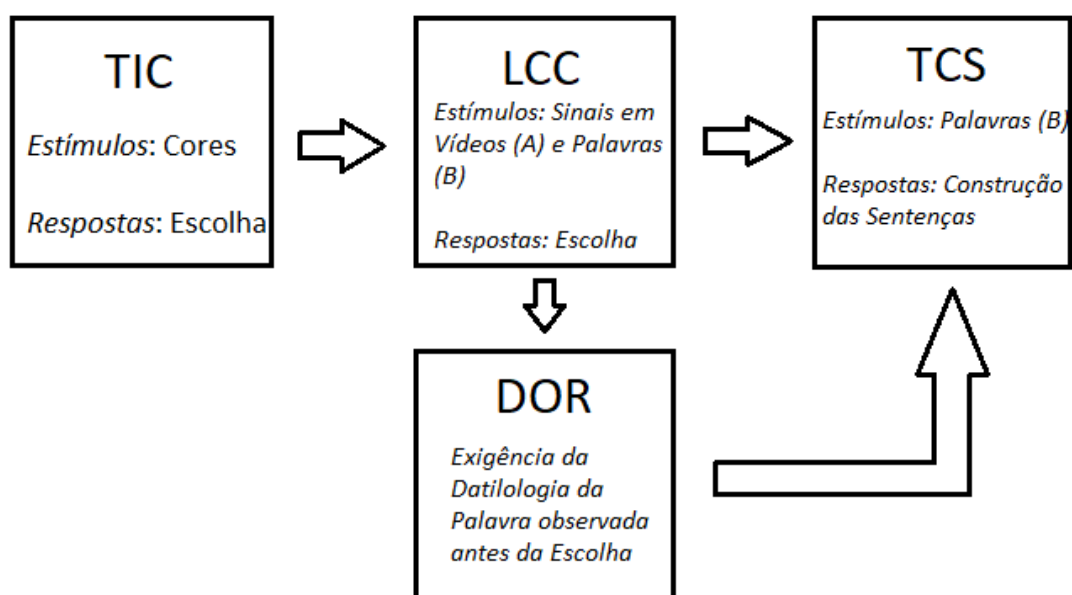 TIC
Estímulos: Cores
Respostas: Escolha
LCC
Estímulos: Sinais em
Vídeos (A) e Palavras
(B)
Respostas: Escolha
TCS
Estímulos: Palavras (B)
Respostas: Construção
das Sentenças
DOR
Exigência da
Datilologia da
Palavra observada
antes da Escolha